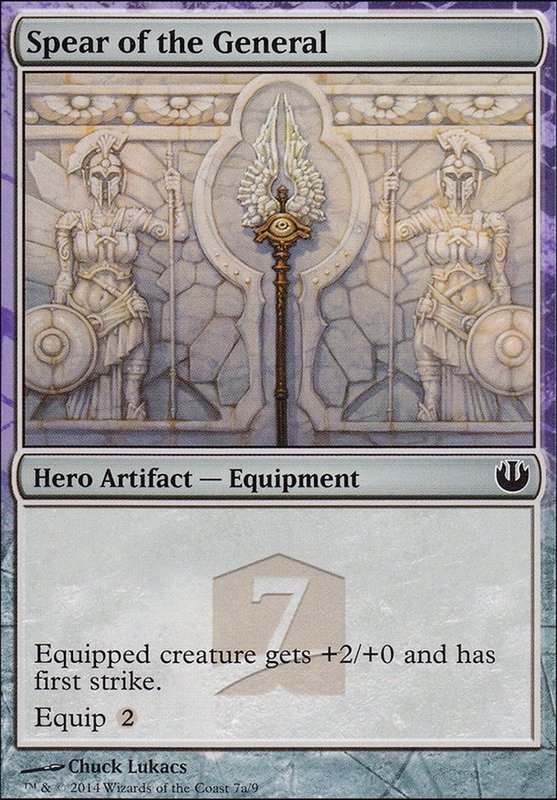 Spear of the General
Hero Artifact — Equipment
7
Equipped creature gets +2/+0 and has
first strike.
Equip 2
Chuck Lukacs
™ & © 2014 Wizards of the Coast 7a/9